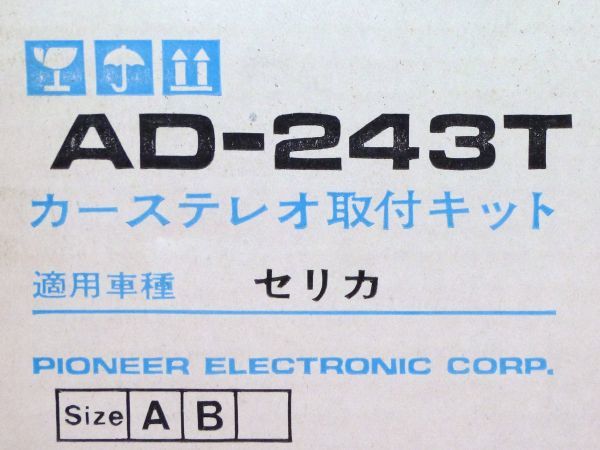 AD-243T
カーステレオ取付キット
適用車種 セリカ
PIONEER ELECTRONIC CORP.
Size A B